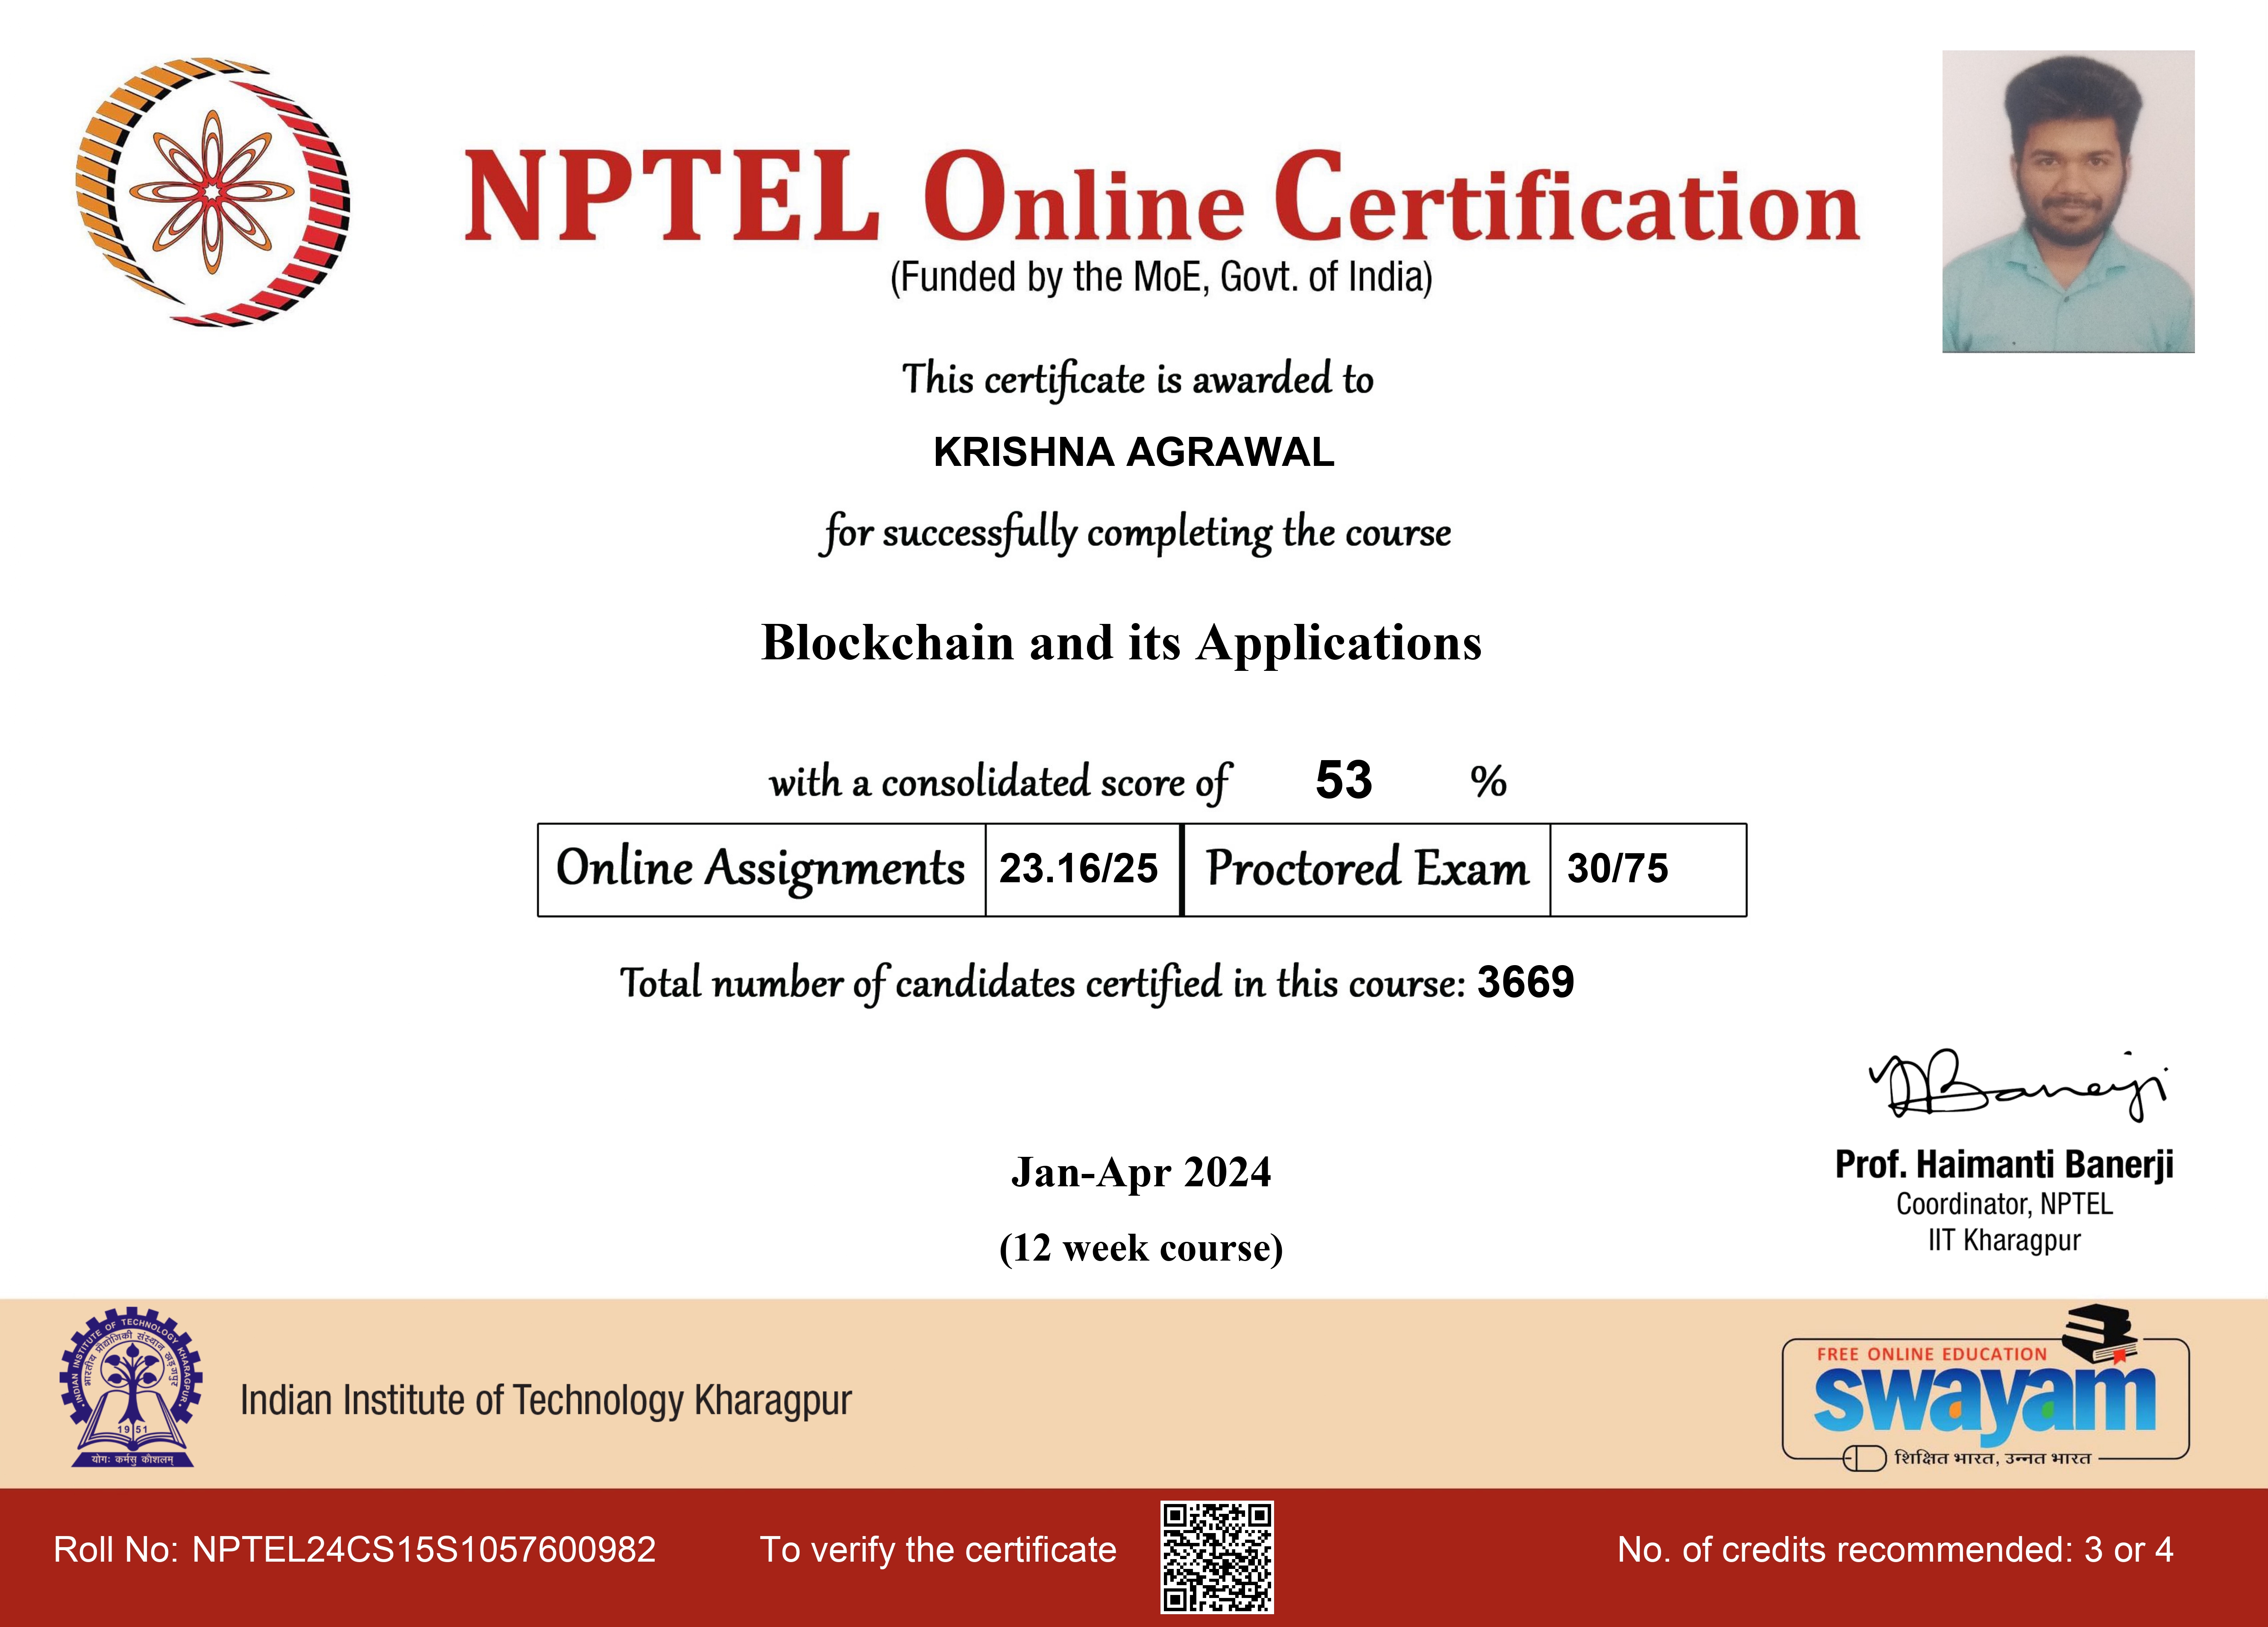 NPTEL Online Certification
(Funded by the MoE, Govt. of India)
This certificate is awarded to
KRISHNA AGRAWAL
for successfully completing the course
Blockchain and its Applications
with a consolidated score of 53 %
Online Assignments 23.16/25 Proctored Exam 30/75
Total number of candidates certified in this course: 3669
Banerji
Prof. Haimanti Banerji
Coordinator, NPTEL
IIT Kharagpur
Jan-Apr 2024
(12 week course)
INDIAN INSTITUTE OF TECHNOLOGY KHARAGPUR
भारतीय प्रौद्योगिकी संस्थान खड़गपुर
1951
योगः कर्मसु कौशलम्
Indian Institute of Technology Kharagpur
FREE ONLINE EDUCATION
swayam
शिक्षित भारत, उन्नत भारत
Roll No: NPTEL24CS15S1057600982
To verify the certificate
No. of credits recommended: 3 or 4